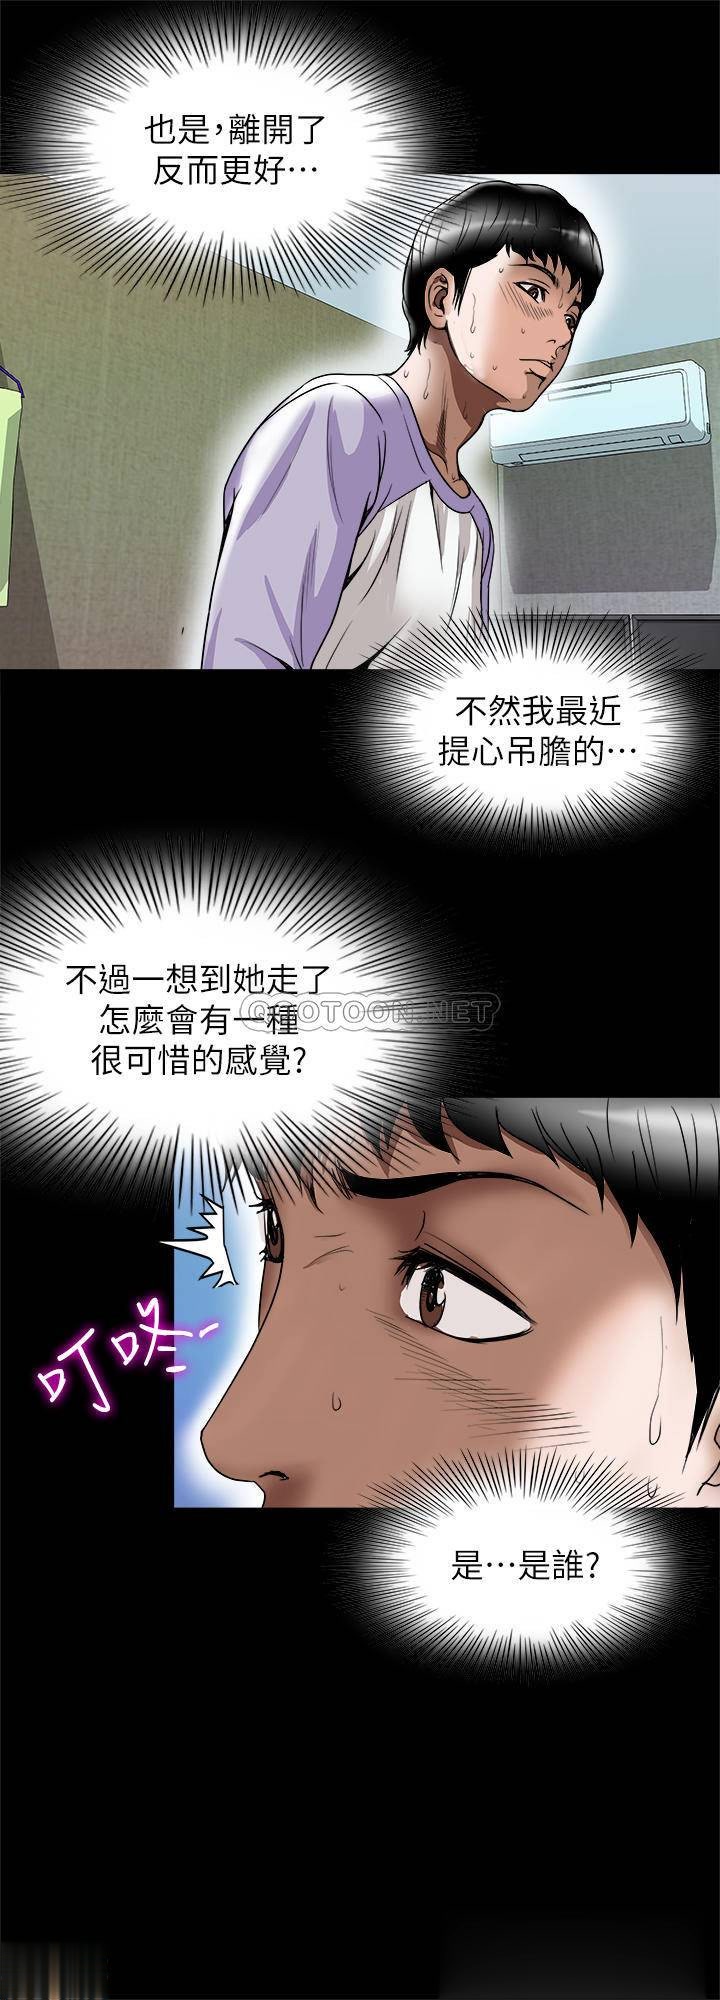 也是，離開了
反而更好…
不然我最近
提心吊膽的…
不過一想到她走了
怎麼會有一種
很可惜的感覺?
TOON.NET
叮咚
是…是誰?